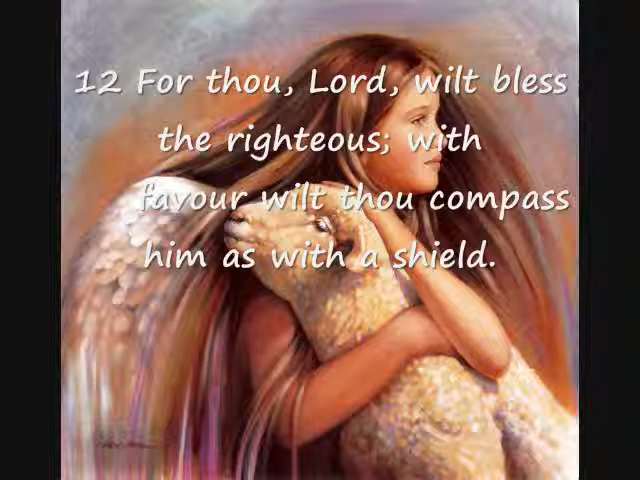 12 For thou, Lord, wilt bless
the righteous; with
favour wilt thou compass
him as with a shield.